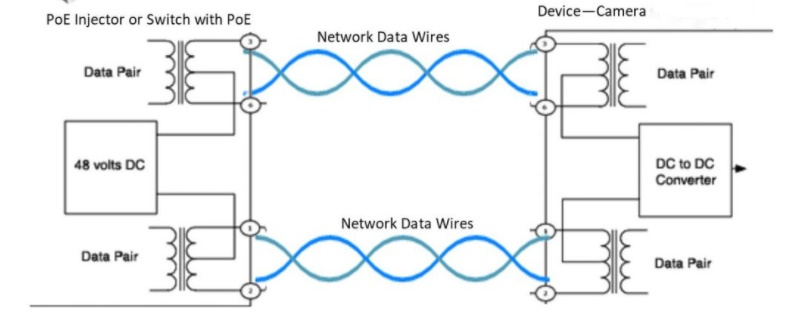 PoE Injector or Switch with PoE
Device—Camera
Network Data Wires
3
3
Data Pair
Data Pair
6
6
48 volts DC
DC to DC
Converter
Network Data Wires
1
1
Data Pair
Data Pair
2
2